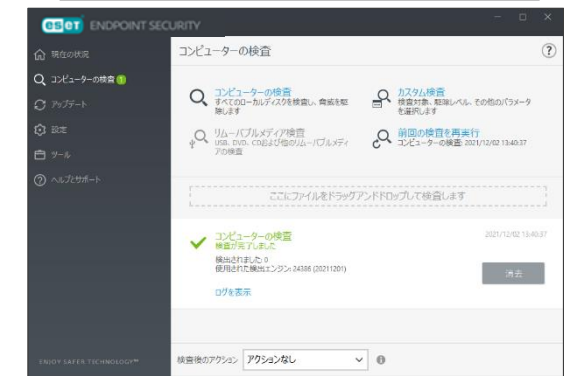 eset ENDPOINT SECURITY
現在のの状況
コンピューターの検査 1
アップデート
設定
ツール
ヘルプとサポート
ENJOY SAFER TECHNOLOGY™
コンピューターの検査
?
コンピューターの検査
すべてのローカルディスクを検査し、脅威を駆
除します
カスタム検査
検査対象、駆除レベル、その他のパラメータ
を選択します
リムーバブルメディア検査
USB、DVD、CDおよび他のリムーバブルメディ
アの検査
前回の検査を再実行
コンピューターの検査: 2021/12/02 13:40:37
ここにファイルをドラッグアンドドロップして検査します
コンピューターの検査
検査が完了しました
2021/12/02 13:40:37
検出されました: 0
使用された検出エンジン: 24386 (20211201)
消去
ログを表示
検査後のアクション アクションなし